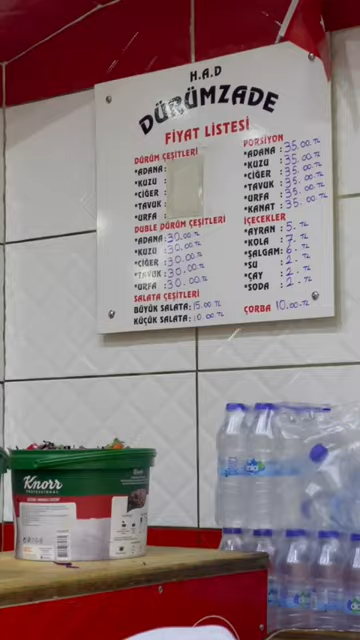 H.A.D
DÜRÜMZADE
FİYAT LİSTESİ
DÜRÜM ÇEŞİTLERİ
*ADANA:
*KUZU :
*CİĞER :
*TAVUK :
*URFA :
DUBLE DÜRÜM ÇEŞİTLERİ
*ADANA: 30.00.TL
*KUZU : 30.00.TL
*CİĞER : 30.00.TL
*TAVUK : 30.00.TL
*URFA : 30.00.TL
SALATA ÇEŞİTLERİ
BÜYÜK SALATA: 15.00 TL
KÜÇÜK SALATA: 10.00 TL
PORSİYON
*ADANA : 35.00.TL
*KUZU : 35.00.TL
*CİĞER : 35.00.TL
*TAVUK : 35.00.TL
*URFA : 35.00.TL
*KANAT : 35.00 TL
İÇECEKLER
*AYRAN : 5. TL
*KOLA : 7. TL
*ŞALGAM: 6. TL
*SU : 2. TL
*ÇAY : 2. TL
*SODA : 2. TL
ÇORBA 10.00.TL
Knorr
PROFESSIONAL